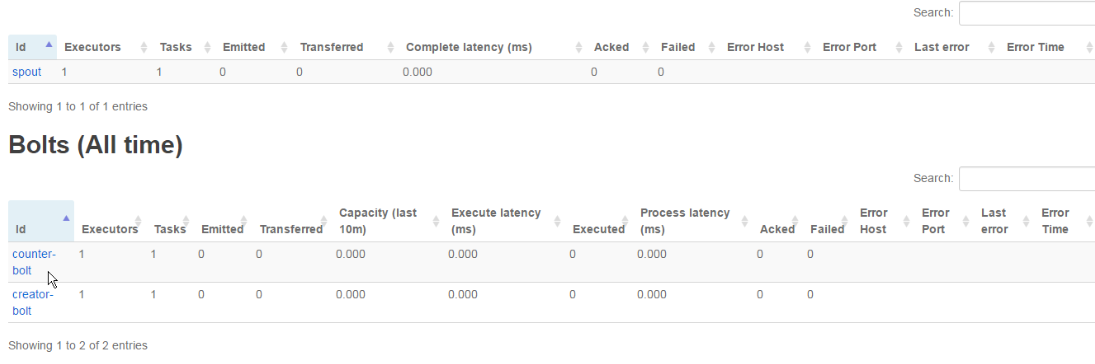 Search:
Id Executors Tasks Emitted Transferred Complete latency (ms) Acked Failed Error Host Error Port Last error Error Time
spout 1 1 0 0 0.000 0 0
Showing 1 to 1 of 1 entries
Bolts (All time)
Search:
Id Executors Tasks Emitted Transferred Capacity (last 10m) Execute latency (ms) Executed Process latency (ms) Acked Failed Error Host Error Port Last error Error Time
counter-bolt 1 1 0 0 0.000 0.000 0 0.000 0 0
creator-bolt 1 1 0 0 0.000 0.000 0 0.000 0 0
Showing 1 to 2 of 2 entries